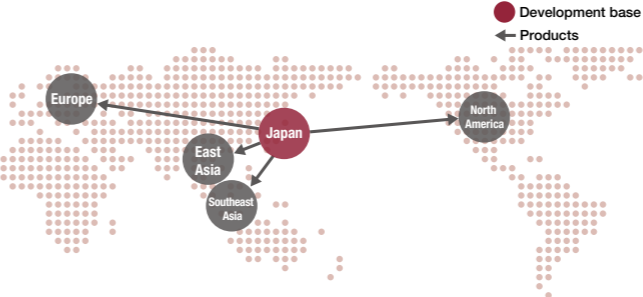 Development base
Products
Europe
Japan
North
America
East
Asia
Southeast
Asia